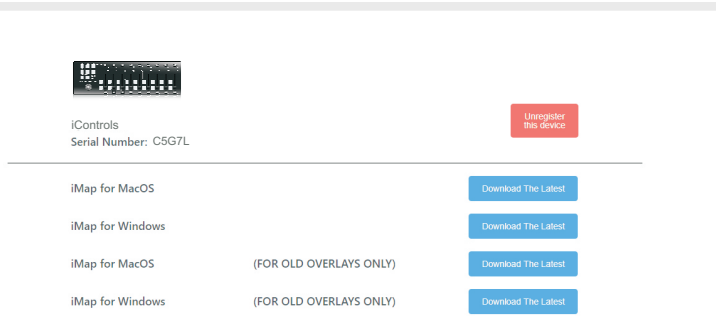 iControls
Unregister
this device
Serial Number: C5G7L
iMap for MacOS Download The Latest
iMap for Windows Download The Latest
iMap for MacOS (FOR OLD OVERLAYS ONLY) Download The Latest
iMap for Windows (FOR OLD OVERLAYS ONLY) Download The Latest